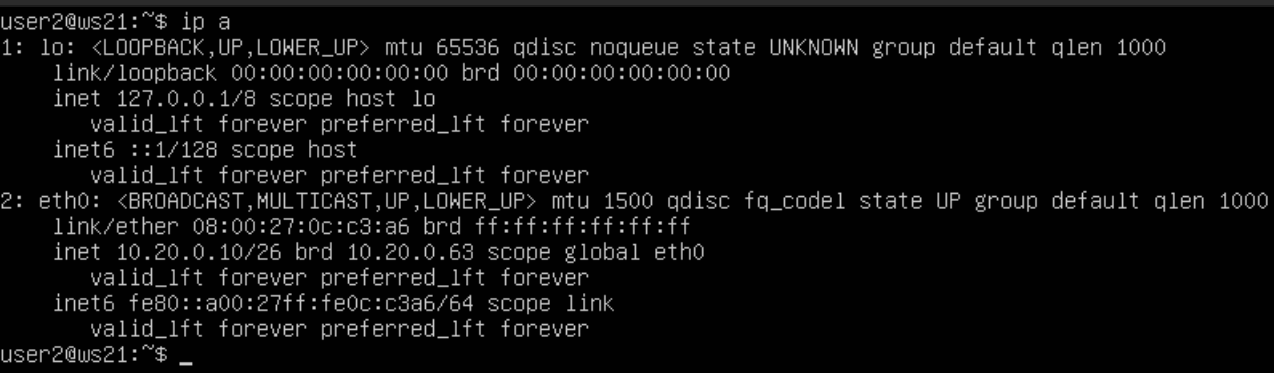 user2@ws21:~$ ip a
1: lo: <LOOPBACK,UP,LOWER_UP> mtu 65536 qdisc noqueue state UNKNOWN group default qlen 1000
    link/loopback 00:00:00:00:00:00 brd 00:00:00:00:00:00
    inet 127.0.0.1/8 scope host lo
       valid_lft forever preferred_lft forever
    inet6 ::1/128 scope host
       valid_lft forever preferred_lft forever
2: eth0: <BROADCAST,MULTICAST,UP,LOWER_UP> mtu 1500 qdisc fq_codel state UP group default qlen 1000
    link/ether 08:00:27:0c:c3:a6 brd ff:ff:ff:ff:ff:ff
    inet 10.20.0.10/26 brd 10.20.0.63 scope global eth0
       valid_lft forever preferred_lft forever
    inet6 fe80::a00:27ff:fe0c:c3a6/64 scope link
       valid_lft forever preferred_lft forever
user2@ws21:~$ _